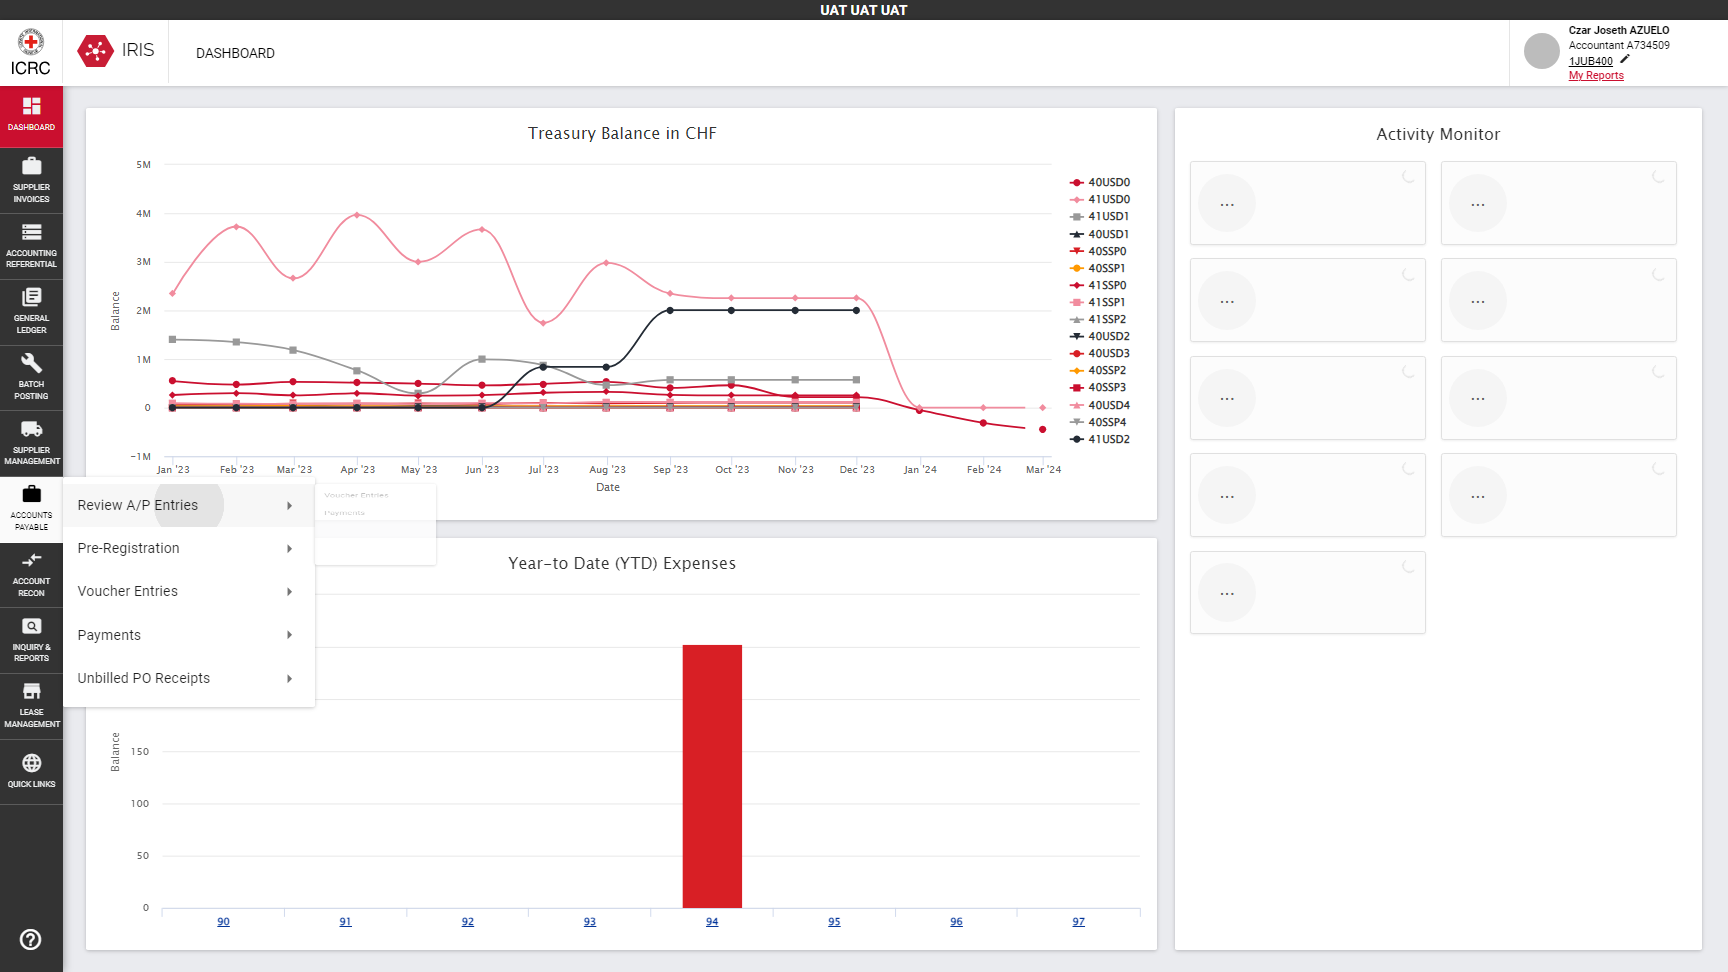 UAT UAT UAT
ICRC
IRIS
DASHBOARD
Czar Joseth AZUELO
Accountant A734509
1JUB400
My Reports
DASHBOARD
SUPPLIER
INVOICES
ACCOUNTING
REFERENTIAL
GENERAL
LEDGER
BATCH
POSTING
SUPPLIER
MANAGEMENT
ACCOUNTS
PAYABLE
ACCOUNT
RECON
INQUIRY &
REPORTS
LEASE
MANAGEMENT
QUICK LINKS
Review A/P Entries
Pre-Registration
Voucher Entries
Payments
Unbilled PO Receipts
Voucher Entries
Payments
Treasury Balance in CHF
Balance
5M
4M
3M
2M
1M
0
−1M
Jan '23
Feb '23
Mar '23
Apr '23
May '23
Jun '23
Jul '23
Aug '23
Sep '23
Oct '23
Nov '23
Dec '23
Jan '24
Feb '24
Mar '24
Date
40USD0
41USD0
41USD1
40USD1
40SSP0
40SSP1
41SSP0
41SSP1
41SSP2
40USD2
40USD3
40SSP2
40SSP3
40USD4
40SSP4
41USD2
Year-to Date (YTD) Expenses
Balance
150
100
50
0
90
91
92
93
94
95
96
97
Activity Monitor
...
...
...
...
...
...
...
...
...